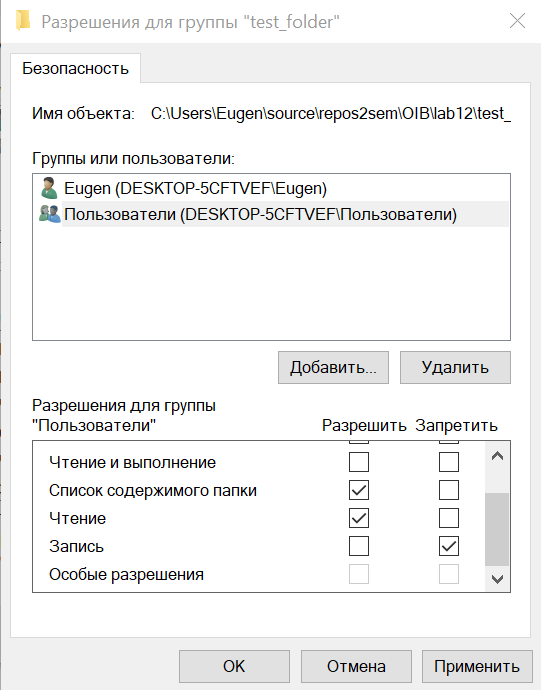 Разрешения для группы "test_folder"
Безопасность
Имя объекта: C:\Users\Eugen\source\repos2sem\OIB\lab12\test_
Группы или пользователи:
Eugen (DESKTOP-5CFTVEF\Eugen)
Пользователи (DESKTOP-5CFTVEF\Пользователи)
Добавить... Удалить
Разрешения для группы
"Пользователи" Разрешить Запретить
Чтение и выполнение
Список содержимого папки
Чтение
Запись
Особые разрешения
OK Отмена Применить